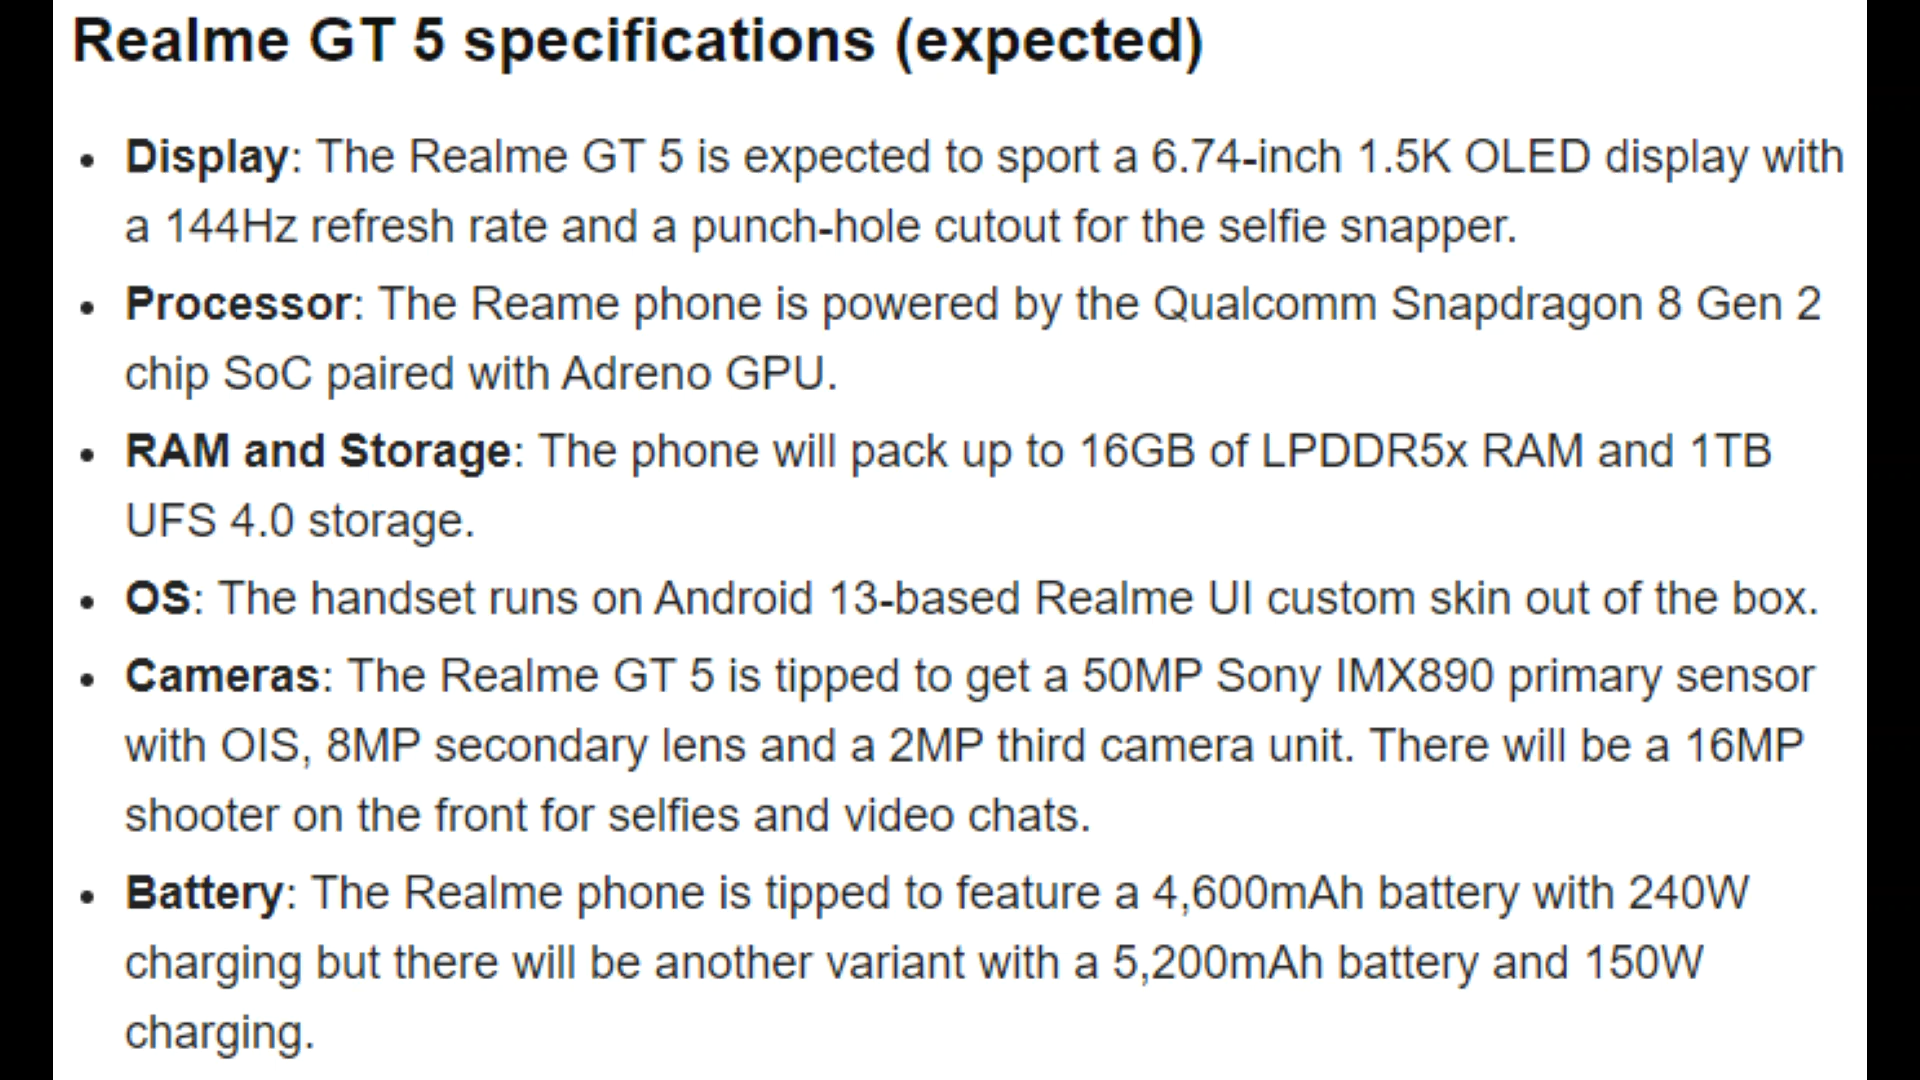 Realme GT 5 specifications (expected)
• Display: The Realme GT 5 is expected to sport a 6.74-inch 1.5K OLED display with
a 144Hz refresh rate and a punch-hole cutout for the selfie snapper.
• Processor: The Reame phone is powered by the Qualcomm Snapdragon 8 Gen 2
chip SoC paired with Adreno GPU.
• RAM and Storage: The phone will pack up to 16GB of LPDDR5x RAM and 1TB
UFS 4.0 storage.
• OS: The handset runs on Android 13-based Realme UI custom skin out of the box.
• Cameras: The Realme GT 5 is tipped to get a 50MP Sony IMX890 primary sensor
with OIS, 8MP secondary lens and a 2MP third camera unit. There will be a 16MP
shooter on the front for selfies and video chats.
• Battery: The Realme phone is tipped to feature a 4,600mAh battery with 240W
charging but there will be another variant with a 5,200mAh battery and 150W
charging.